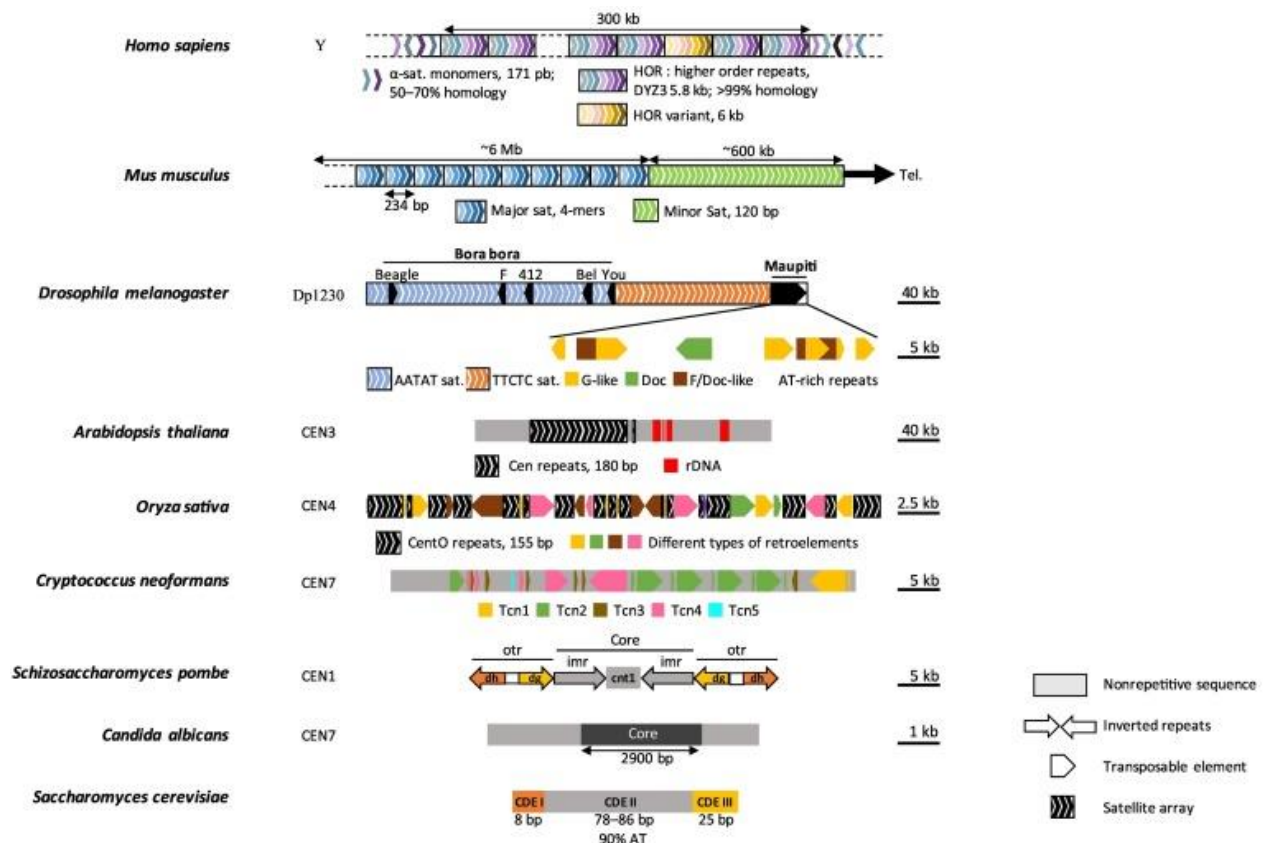 300 kb
Homo sapiens Y
α-sat. monomers, 171 pb;
50–70% homology
HOR : higher order repeats,
DYZ3 5.8 kb; >99% homology
HOR variant, 6 kb
~6 Mb ~600 kb
Mus musculus Tel.
234 bp
Major sat, 4-mers Minor Sat, 120 bp
Bora bora
Maupiti
Beagle F 412 Bel You
Drosophila melanogaster Dp1230 40 kb
5 kb
AATAT sat. TTCTC sat. G-like Doc F/Doc-like AT-rich repeats
Arabidopsis thaliana CEN3 40 kb
Cen repeats, 180 bp rDNA
Oryza sativa CEN4 2.5 kb
CentO repeats, 155 bp Different types of retroelements
Cryptococcus neoformans CEN7 5 kb
Tcn1 Tcn2 Tcn3 Tcn4 Tcn5
Core
otr imr imr otr
Schizosaccharomyces pombe CEN1 dh dg cnt1 dg dh 5 kb
Nonrepetitive sequence
Candida albicans CEN7 Core 1 kb
2900 bp
Inverted repeats
Transposable element
Saccharomyces cerevisiae CDE I CDE II CDE III
8 bp 78–86 bp 25 bp
90% AT
Satellite array